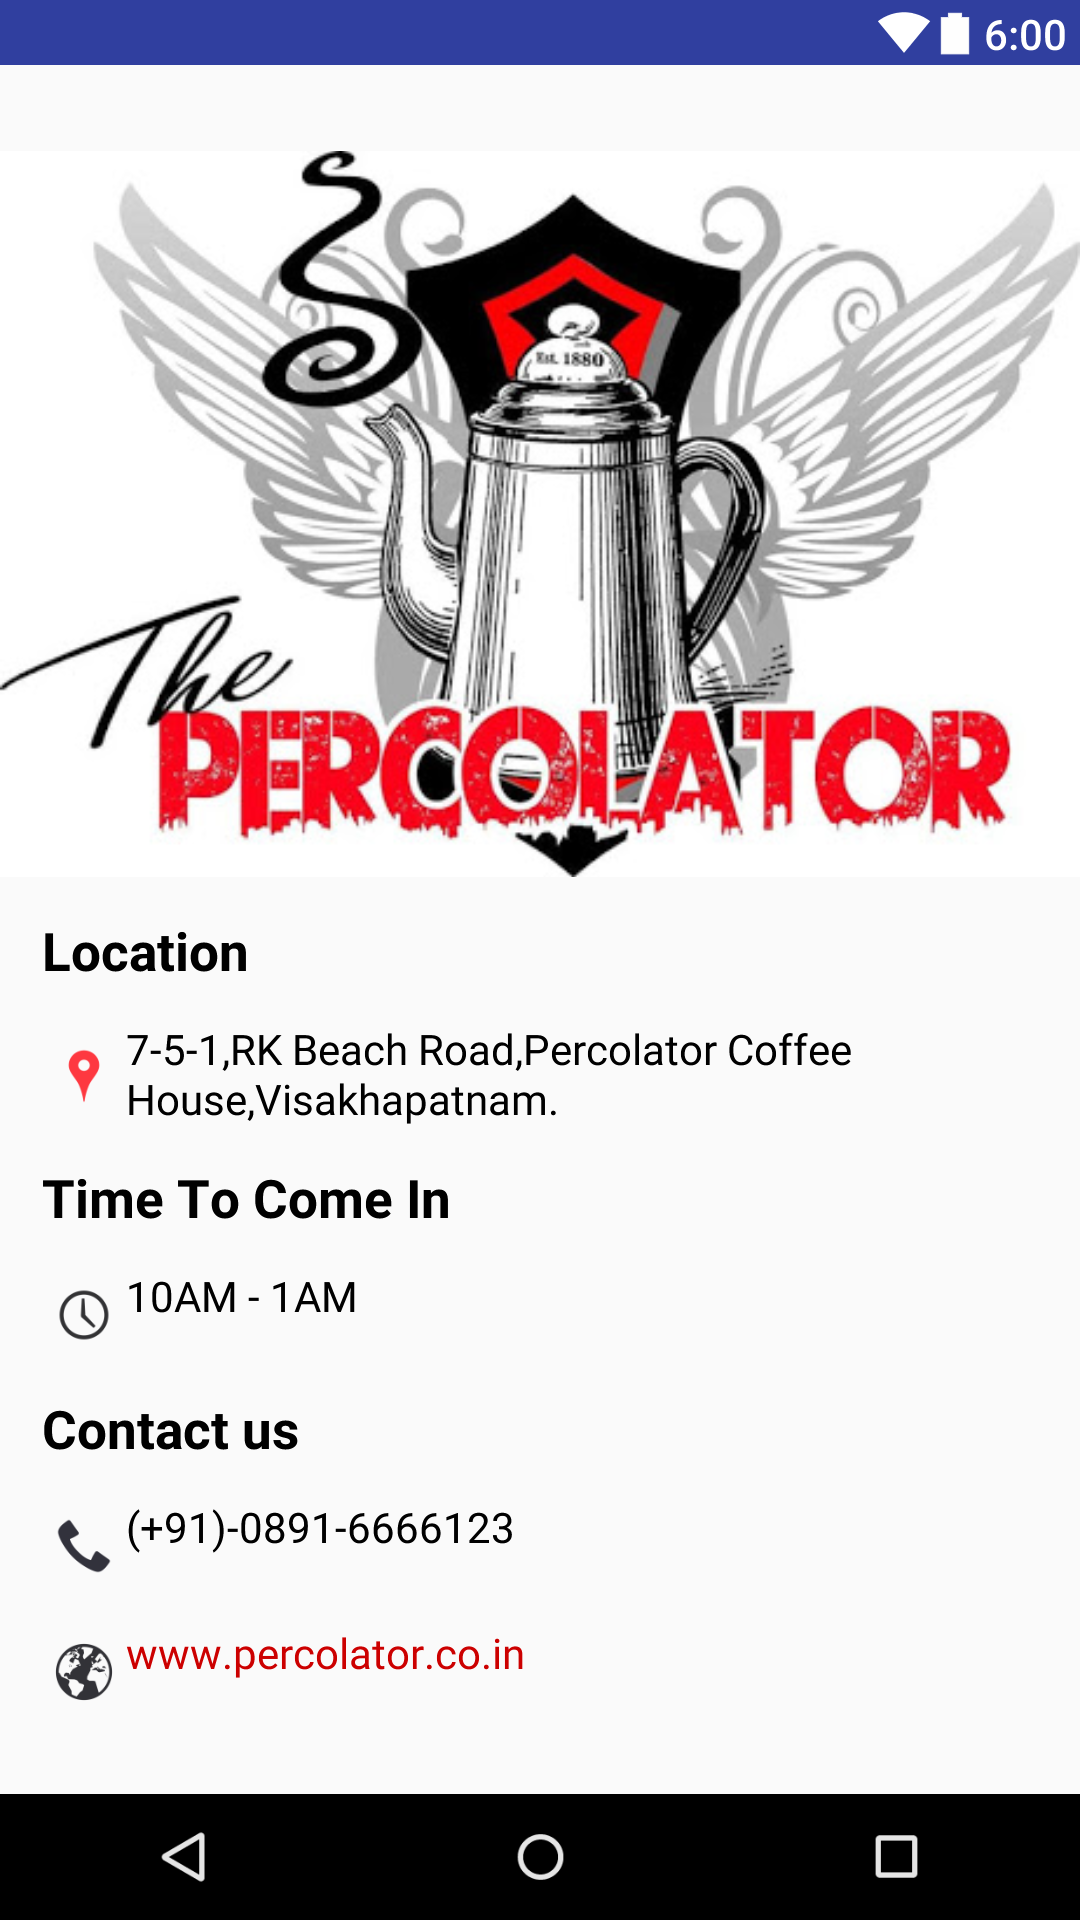 6:00
Est. 1880
The
PERCOLATOR
Location
7-5-1,RK Beach Road,Percolator Coffee
House,Visakhapatnam.
Time To Come In
10AM - 1AM
Contact us
(+91)-0891-6666123
www.percolator.co.in